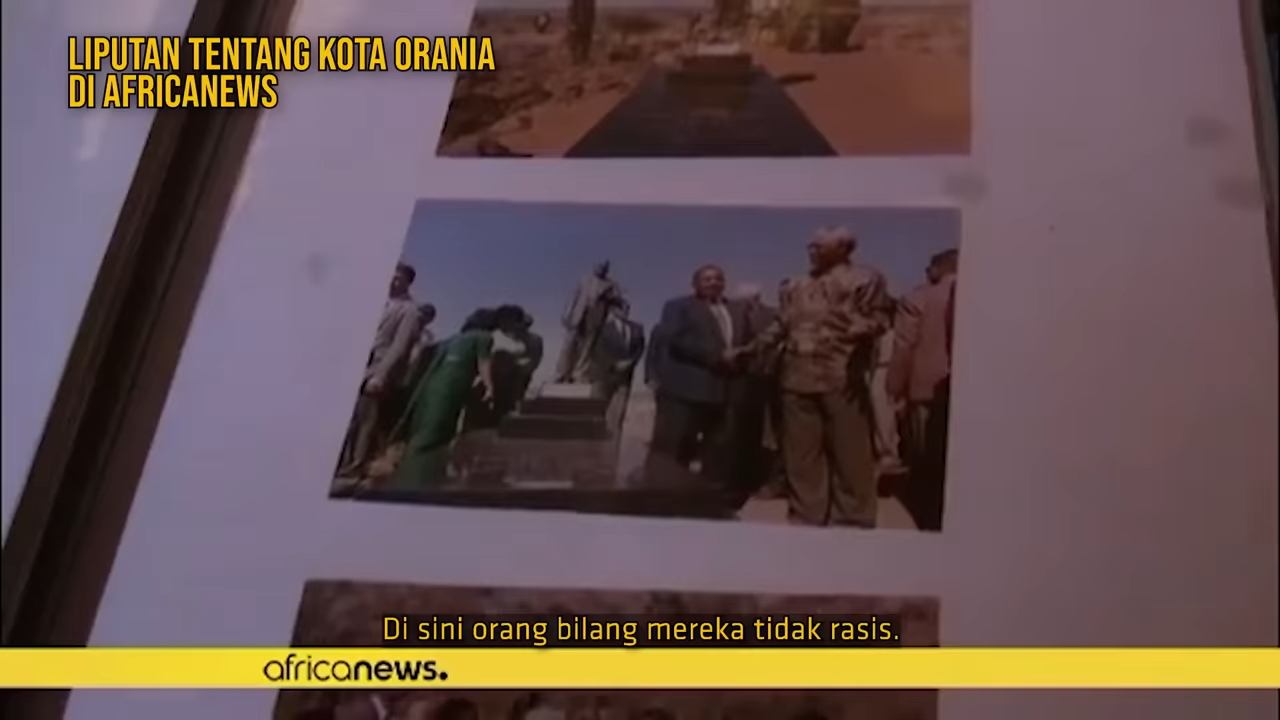 LIPUTAN TENTANG KOTA ORANIA
DI AFRICANEWS
Di sini orang bilang mereka tidak rasis.
africanews.